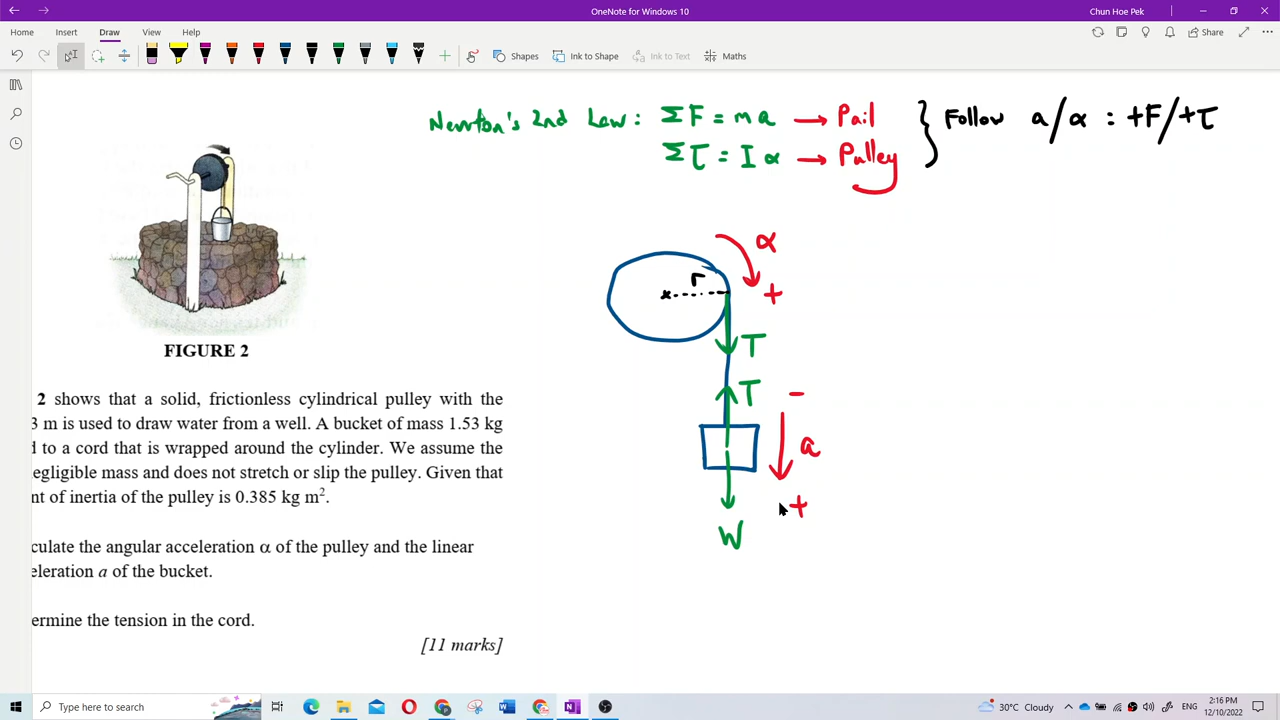 OneNote for Windows 10
Chun Hoe Pek
Home Insert Draw View Help
Share
Shapes Ink to Shape Ink to Text Maths
Newton's 2nd Law: ΣF = ma → Pail
Στ = Iα → Pulley
Follow a/α : +F/+τ
α
r
+
T
T
-
a
+
W
FIGURE 2
2 shows that a solid, frictionless cylindrical pulley with the
3 m is used to draw water from a well. A bucket of mass 1.53 kg
d to a cord that is wrapped around the cylinder. We assume the
egligible mass and does not stretch or slip the pulley. Given that
nt of inertia of the pulley is 0.385 kg m².
culate the angular acceleration α of the pulley and the linear
eleration a of the bucket.
ermine the tension in the cord.
[11 marks]
Type here to search
30°C Cloudy
ENG
2:16 PM
12/10/2022